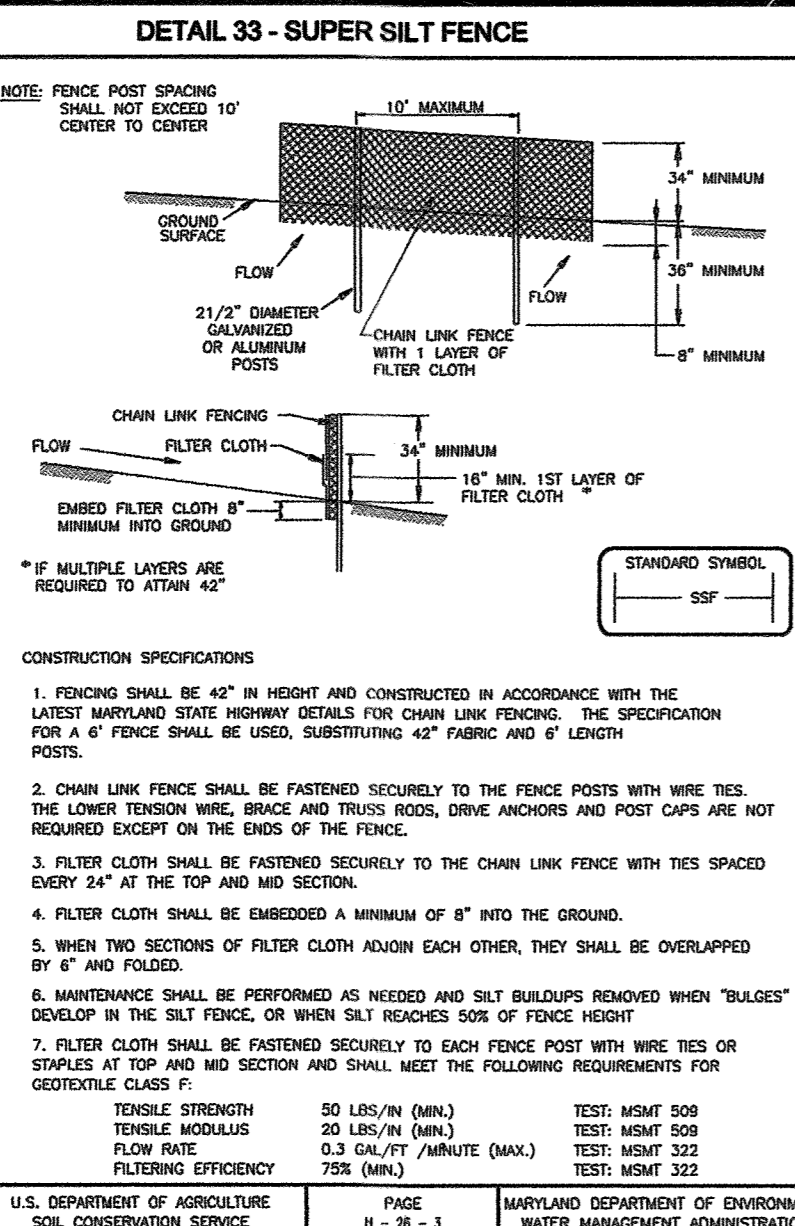 DETAIL 33 - SUPER SILT FENCE
NOTE: FENCE POST SPACING
SHALL NOT EXCEED 10'
CENTER TO CENTER
10' MAXIMUM
34" MINIMUM
GROUND
SURFACE
FLOW
FLOW
36" MINIMUM
21/2" DIAMETER
GALVANIZED
OR ALUMINUM
POSTS
CHAIN LINK FENCE
WITH 1 LAYER OF
FILTER CLOTH
8" MINIMUM
CHAIN LINK FENCING
FLOW
FILTER CLOTH
34" MINIMUM
16" MIN. 1ST LAYER OF
FILTER CLOTH *
EMBED FILTER CLOTH 8"
MINIMUM INTO GROUND
* IF MULTIPLE LAYERS ARE
REQUIRED TO ATTAIN 42"
STANDARD SYMBOL
SSF
CONSTRUCTION SPECIFICATIONS
1. FENCING SHALL BE 42" IN HEIGHT AND CONSTRUCTED IN ACCORDANCE WITH THE
LATEST MARYLAND STATE HIGHWAY DETAILS FOR CHAIN LINK FENCING. THE SPECIFICATION
FOR A 6' FENCE SHALL BE USED, SUBSTITUTING 42" FABRIC AND 6' LENGTH
POSTS.
2. CHAIN LINK FENCE SHALL BE FASTENED SECURELY TO THE FENCE POSTS WITH WIRE TIES.
THE LOWER TENSION WIRE, BRACE AND TRUSS RODS, DRIVE ANCHORS AND POST CAPS ARE NOT
REQUIRED EXCEPT ON THE ENDS OF THE FENCE.
3. FILTER CLOTH SHALL BE FASTENED SECURELY TO THE CHAIN LINK FENCE WITH TIES SPACED
EVERY 24" AT THE TOP AND MID SECTION.
4. FILTER CLOTH SHALL BE EMBEDDED A MINIMUM OF 8" INTO THE GROUND.
5. WHEN TWO SECTIONS OF FILTER CLOTH ADJOIN EACH OTHER, THEY SHALL BE OVERLAPPED
BY 6" AND FOLDED.
6. MAINTENANCE SHALL BE PERFORMED AS NEEDED AND SILT BUILDUPS REMOVED WHEN "BULGES"
DEVELOP IN THE SILT FENCE, OR WHEN SILT REACHES 50% OF FENCE HEIGHT
7. FILTER CLOTH SHALL BE FASTENED SECURELY TO EACH FENCE POST WITH WIRE TIES OR
STAPLES AT TOP AND MID SECTION AND SHALL MEET THE FOLLOWING REQUIREMENTS FOR
GEOTEXTILE CLASS F:
TENSILE STRENGTH 50 LBS/IN (MIN.) TEST: MSMT 509
TENSILE MODULUS 20 LBS/IN (MIN.) TEST: MSMT 509
FLOW RATE 0.3 GAL/FT /MINUTE (MAX.) TEST: MSMT 322
FILTERING EFFICIENCY 75% (MIN.) TEST: MSMT 322
U.S. DEPARTMENT OF AGRICULTURE
SOIL CONSERVATION SERVICE
PAGE
H - 26 - 3
MARYLAND DEPARTMENT OF ENVIRONM
WATER MANAGEMENT ADMINISTRATIO